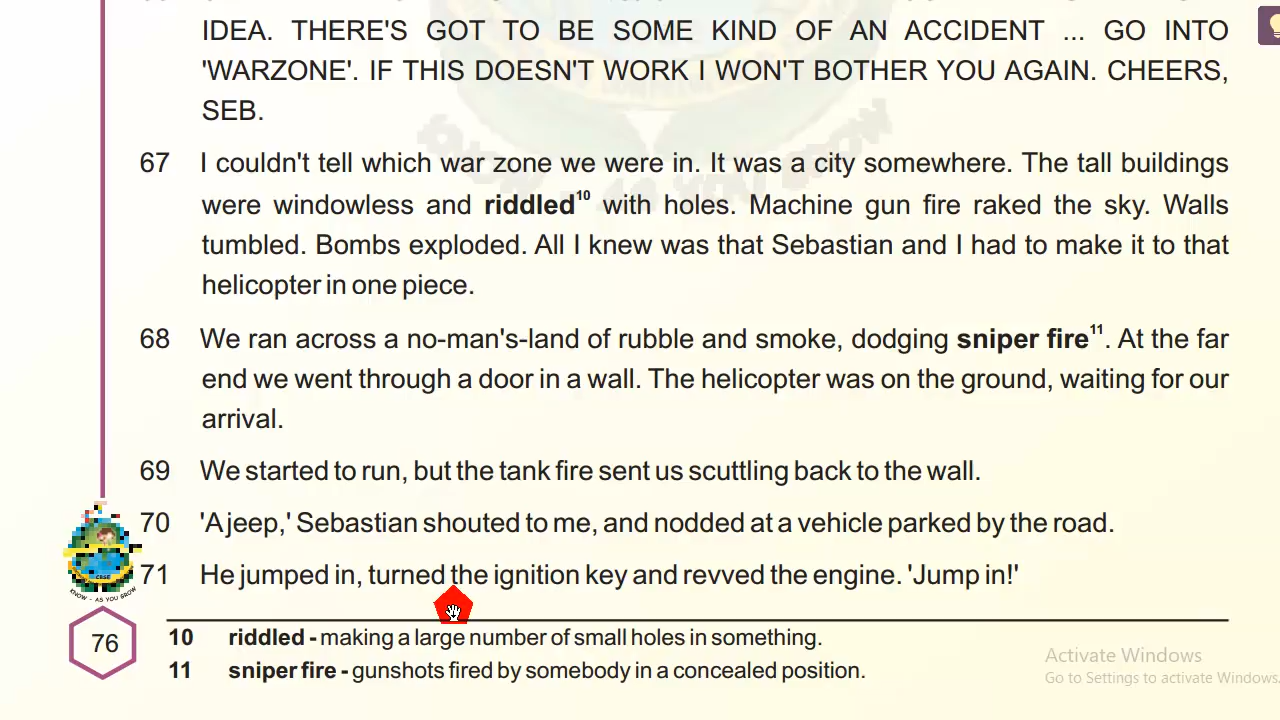 IDEA. THERE'S GOT TO BE SOME KIND OF AN ACCIDENT ... GO INTO
'WARZONE'. IF THIS DOESN'T WORK I WON'T BOTHER YOU AGAIN. CHEERS,
SEB.
67 I couldn't tell which war zone we were in. It was a city somewhere. The tall buildings
were windowless and riddled10 with holes. Machine gun fire raked the sky. Walls
tumbled. Bombs exploded. All I knew was that Sebastian and I had to make it to that
helicopter in one piece.
68 We ran across a no-man's-land of rubble and smoke, dodging sniper fire11. At the far
end we went through a door in a wall. The helicopter was on the ground, waiting for our
arrival.
69 We started to run, but the tank fire sent us scuttling back to the wall.
70 'A jeep,' Sebastian shouted to me, and nodded at a vehicle parked by the road.
71 He jumped in, turned the ignition key and revved the engine. 'Jump in!'
CBSE
KNOW - AS YOU GROW
76
10 riddled - making a large number of small holes in something.
11 sniper fire - gunshots fired by somebody in a concealed position.
Activate Windows
Go to Settings to activate Windows.